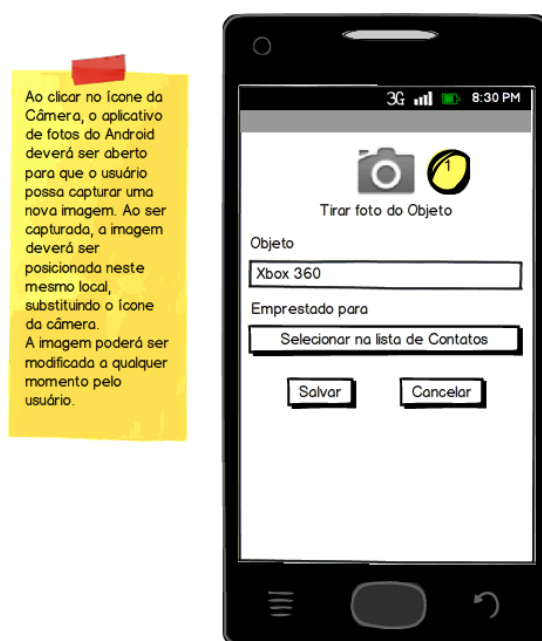 Ao clicar no ícone da
Câmera, o aplicativo
de fotos do Android
deverá ser aberto
para que o usuário
possa capturar uma
nova imagem. Ao ser
capturada, a imagem
deverá ser
posicionada neste
mesmo local,
substituindo o ícone
da câmera.
A imagem poderá ser
modificada a qualquer
momento pelo
usuário.
3G 8:30 PM
1
Tirar foto do Objeto
Objeto
Xbox 360
Emprestado para
Selecionar na lista de Contatos
Salvar Cancelar